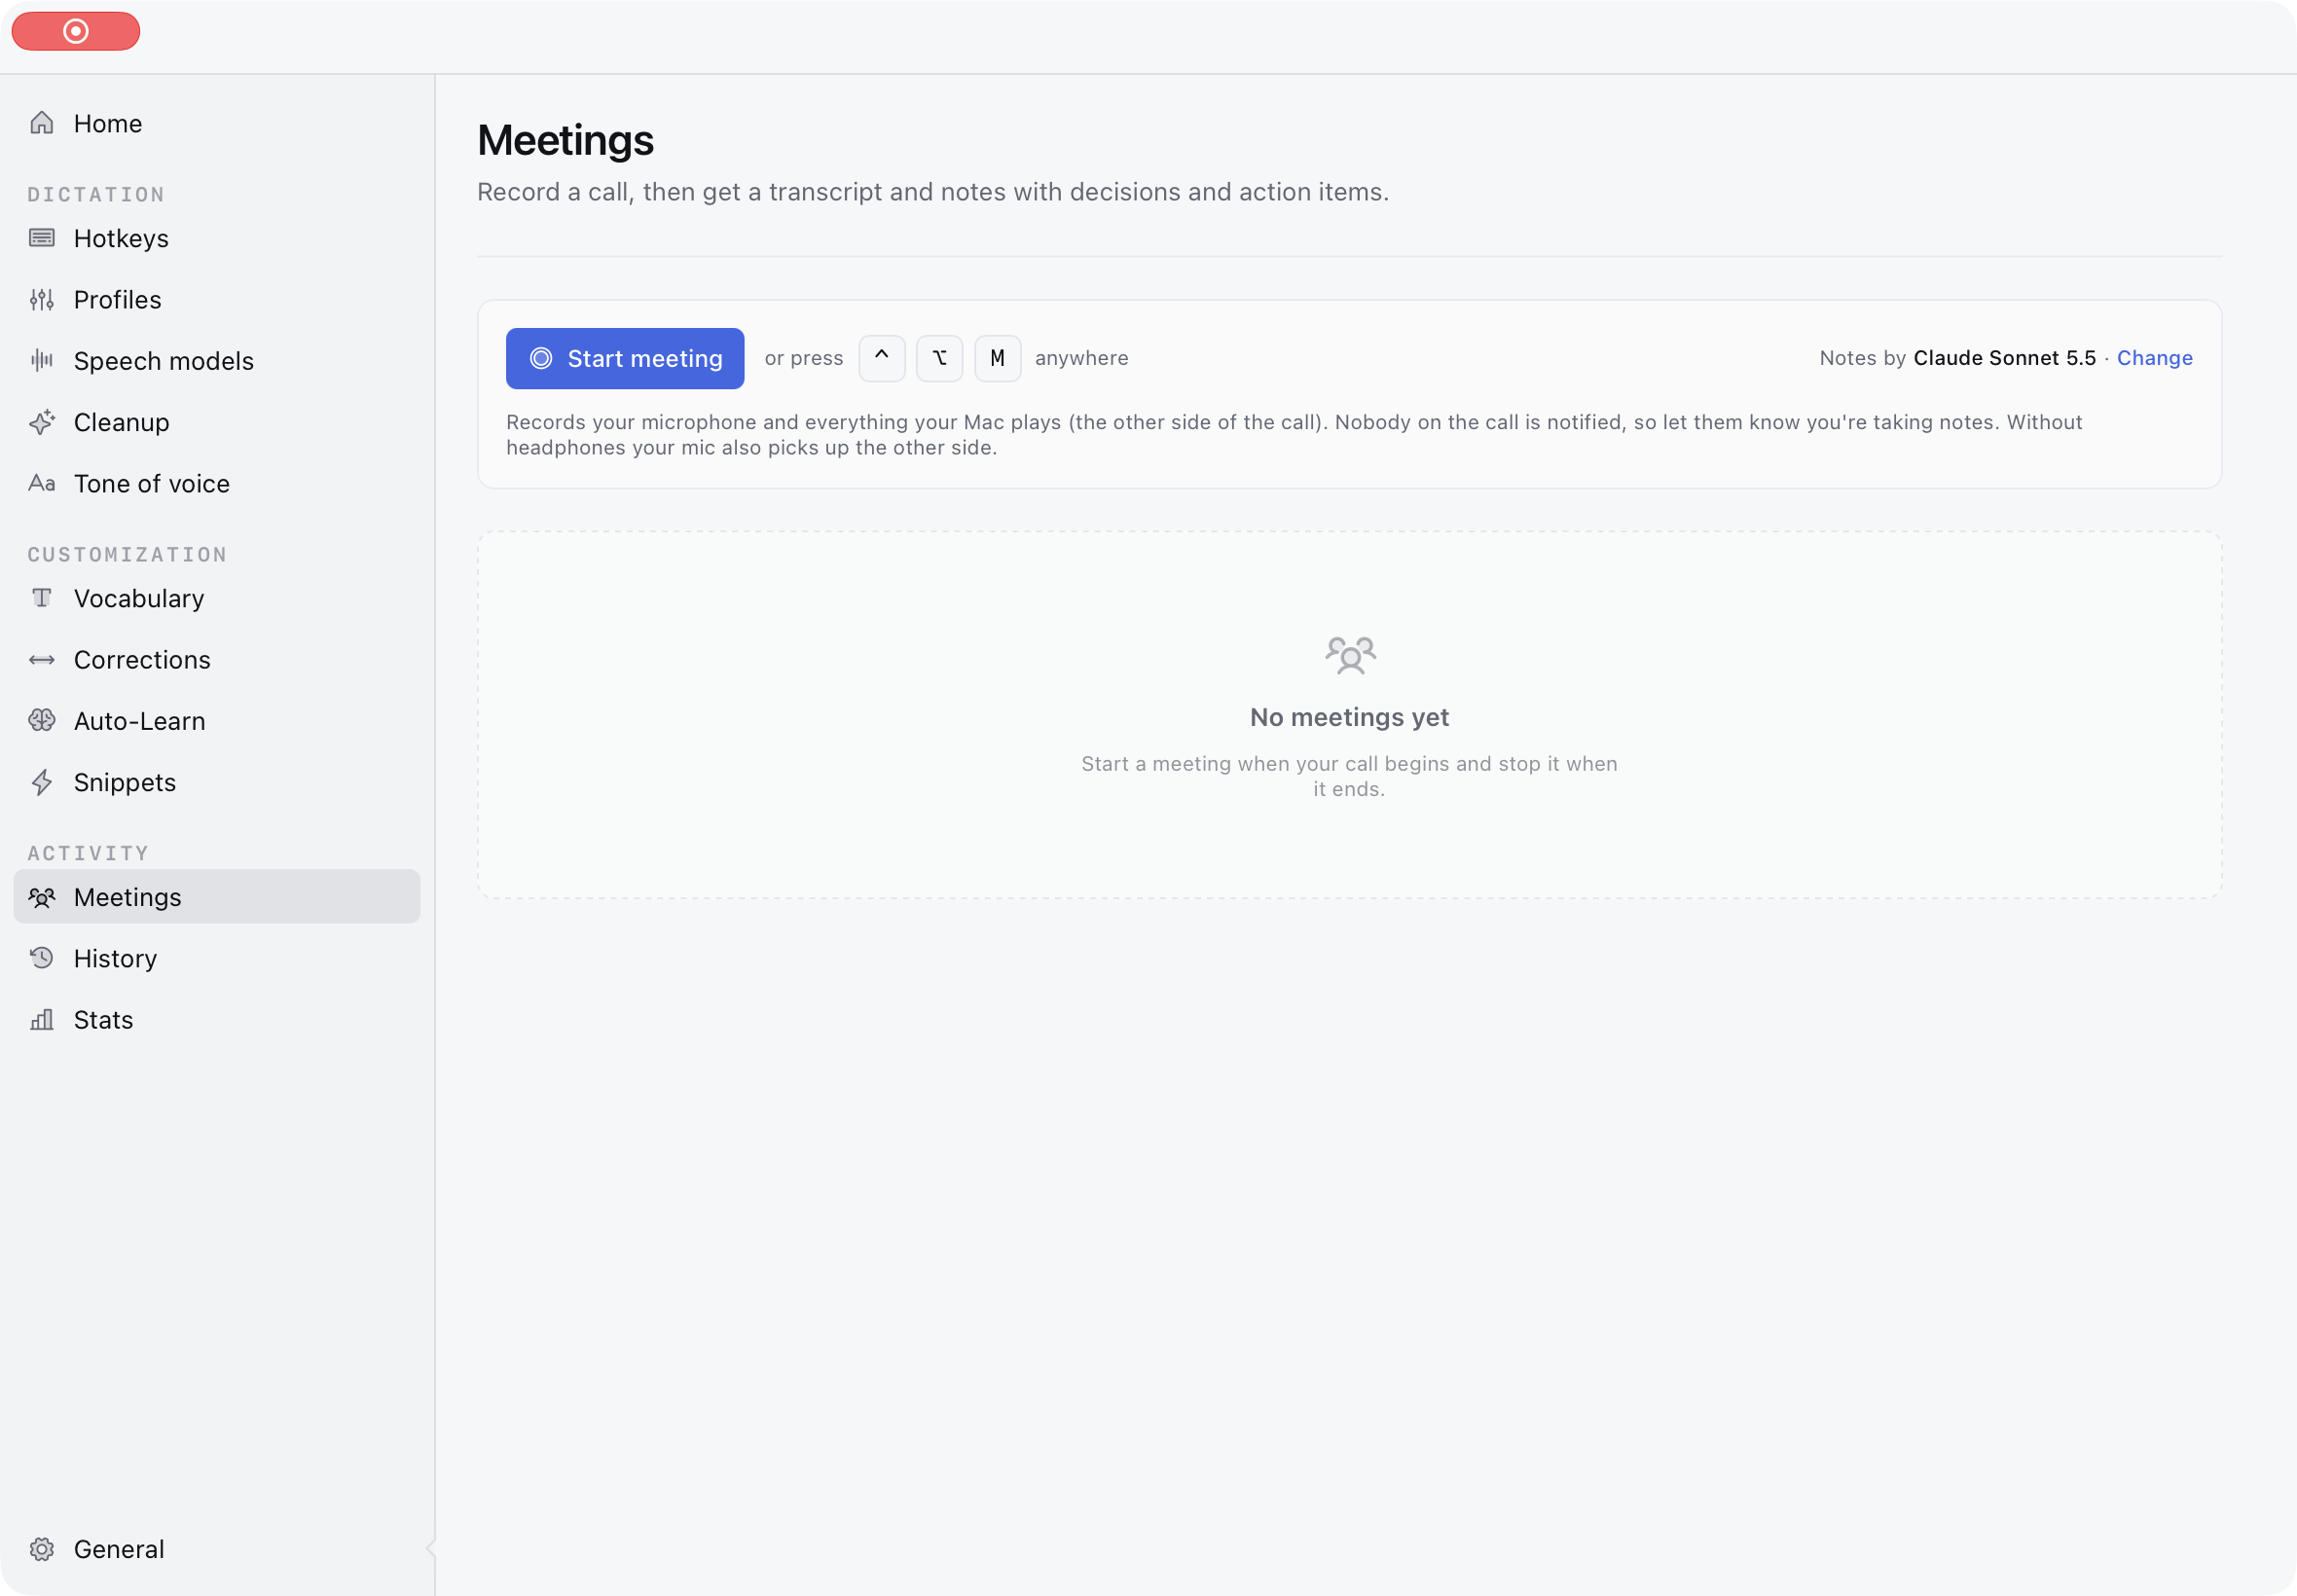 Home
DICTATION
Hotkeys
Profiles
Speech models
Aa Tone of voice
Cleanup
CUSTOMIZATION
Vocabulary
Corrections
Auto-Learn
Snippets
ACTIVITY
Meetings
History
Stats
General
Meetings
Record a call, then get a transcript and notes with decisions and action items.
Start meeting or press ^ ⌥ M anywhere
Notes by Claude Sonnet 5.5 · Change
Records your microphone and everything your Mac plays (the other side of the call). Nobody on the call is notified, so let them know you're taking notes. Without
headphones your mic also picks up the other side.
No meetings yet
Start a meeting when your call begins and stop it when
it ends.